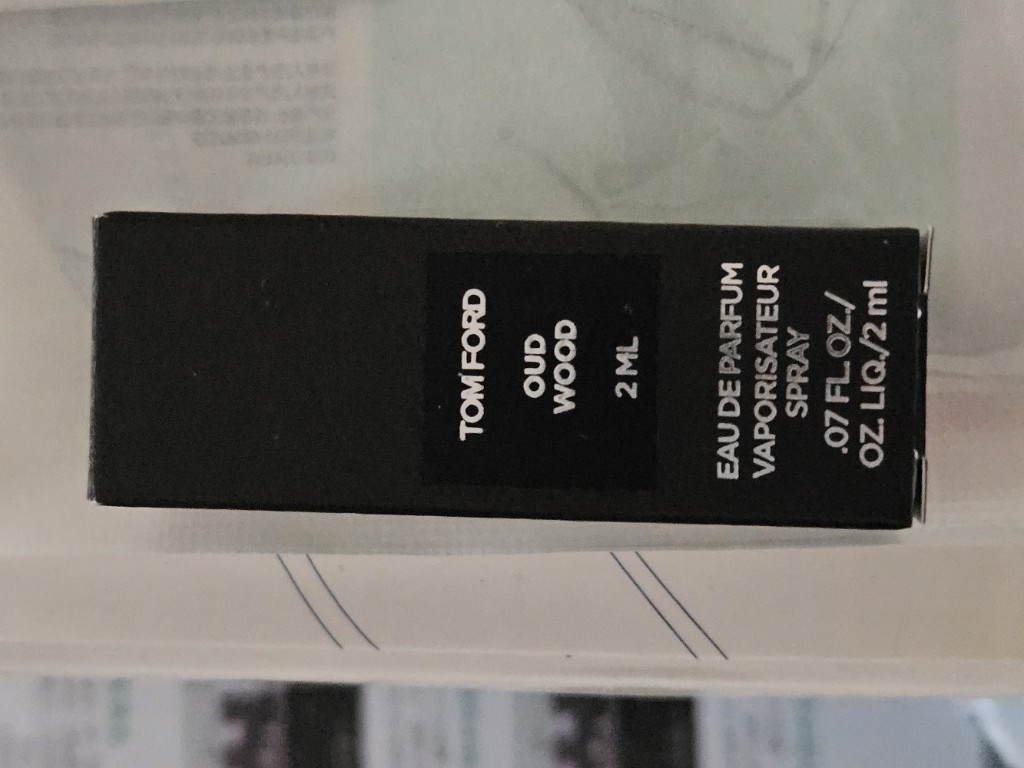 TOM FORD
OUD
WOOD
2 ML
EAU DE PARFUM
VAPORISATEUR
SPRAY
.07 FL. OZ./
OZ. LIQ./2 ml